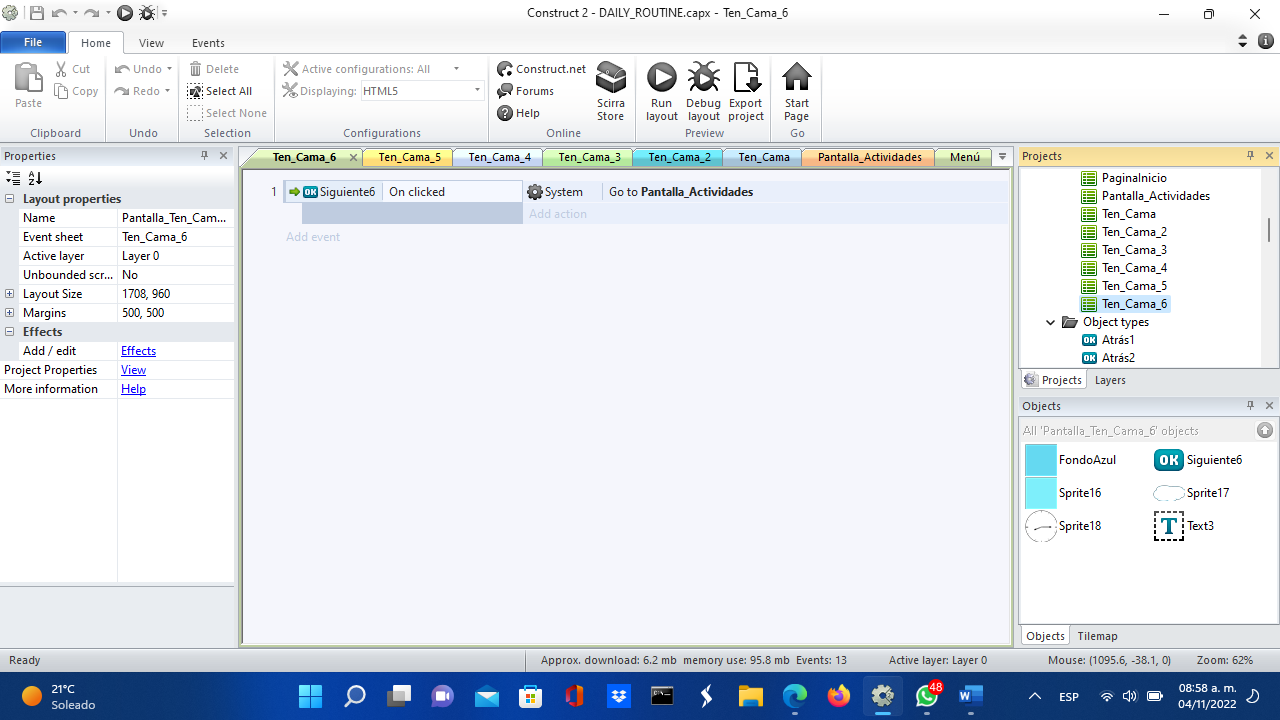 Construct 2 - DAILY_ROUTINE.capx - Ten_Cama_6
File Home View Events
Paste Cut Copy
Undo Redo
Delete Select All Select None
Active configurations: All
Displaying: HTML5
Construct.net Forums Help
Scirra Store
Run layout
Debug layout
Export project
Start Page
Clipboard Undo Selection Configurations Online Preview Go
Properties
Layout properties
Name Pantalla_Ten_Cam...
Event sheet Ten_Cama_6
Active layer Layer 0
Unbounded scr... No
Layout Size 1708, 960
Margins 500, 500
Effects
Add / edit Effects
Project Properties View
More information Help
Ten_Cama_6 Ten_Cama_5 Ten_Cama_4 Ten_Cama_3 Ten_Cama_2 Ten_Cama Pantalla_Actividades Menú
1 OK Siguiente6 On clicked System Go to Pantalla_Actividades
Add action
Add event
Projects
PaginaInicio
Pantalla_Actividades
Ten_Cama
Ten_Cama_2
Ten_Cama_3
Ten_Cama_4
Ten_Cama_5
Ten_Cama_6
Object types
OK Atrás1
OK Atrás2
Projects Layers
Objects
All 'Pantalla_Ten_Cama_6' objects
FondoAzul OK Siguiente6
Sprite16 Sprite17
Sprite18 T Text3
Objects Tilemap
Ready Approx. download: 6.2 mb memory use: 95.8 mb Events: 13 Active layer: Layer 0 Mouse: (1095.6, -38.1, 0) Zoom: 62%
21°C
Soleado
48
ESP
08:58 a. m.
04/11/2022